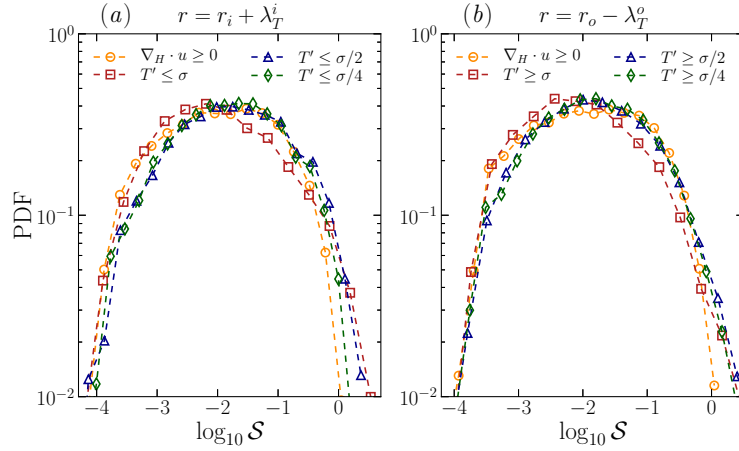 (a) r = r_i + λ_T^i
10^0
∇_H · u ≥ 0
T′ ≤ σ
T′ ≤ σ/2
T′ ≤ σ/4
PDF
10^−1
10^−2
−4 −3 −2 −1 0
log_10 𝒮
(b) r = r_o − λ_T^o
10^0
∇_H · u ≥ 0
T′ ≥ σ
T′ ≥ σ/2
T′ ≥ σ/4
10^−1
10^−2
−4 −3 −2 −1 0
log_10 𝒮